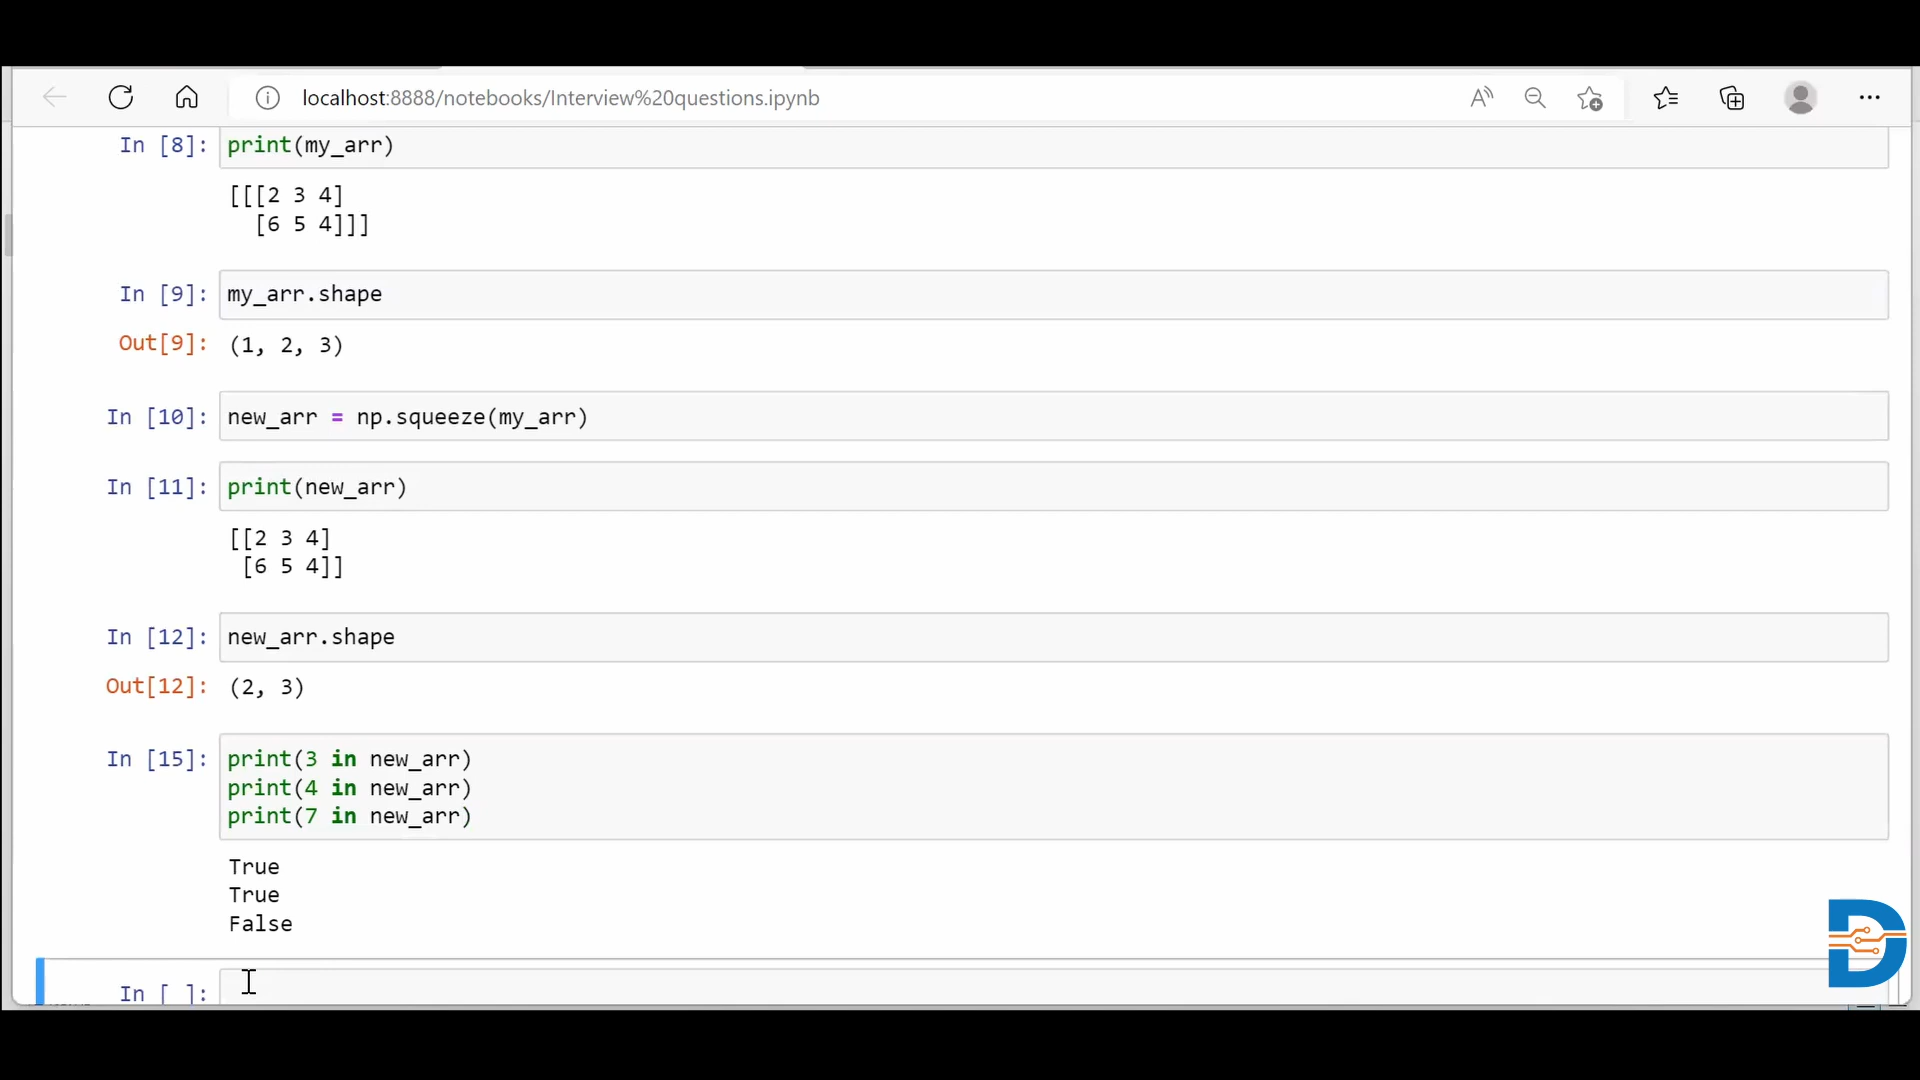 localhost:8888/notebooks/Interview%20questions.ipynb
In [8]: print(my_arr)
[[[2 3 4]
[6 5 4]]]
In [9]: my_arr.shape
Out[9]: (1, 2, 3)
In [10]: new_arr = np.squeeze(my_arr)
In [11]: print(new_arr)
[[2 3 4]
[6 5 4]]
In [12]: new_arr.shape
Out[12]: (2, 3)
In [15]: print(3 in new_arr)
print(4 in new_arr)
print(7 in new_arr)
True
True
False
In [ ]: